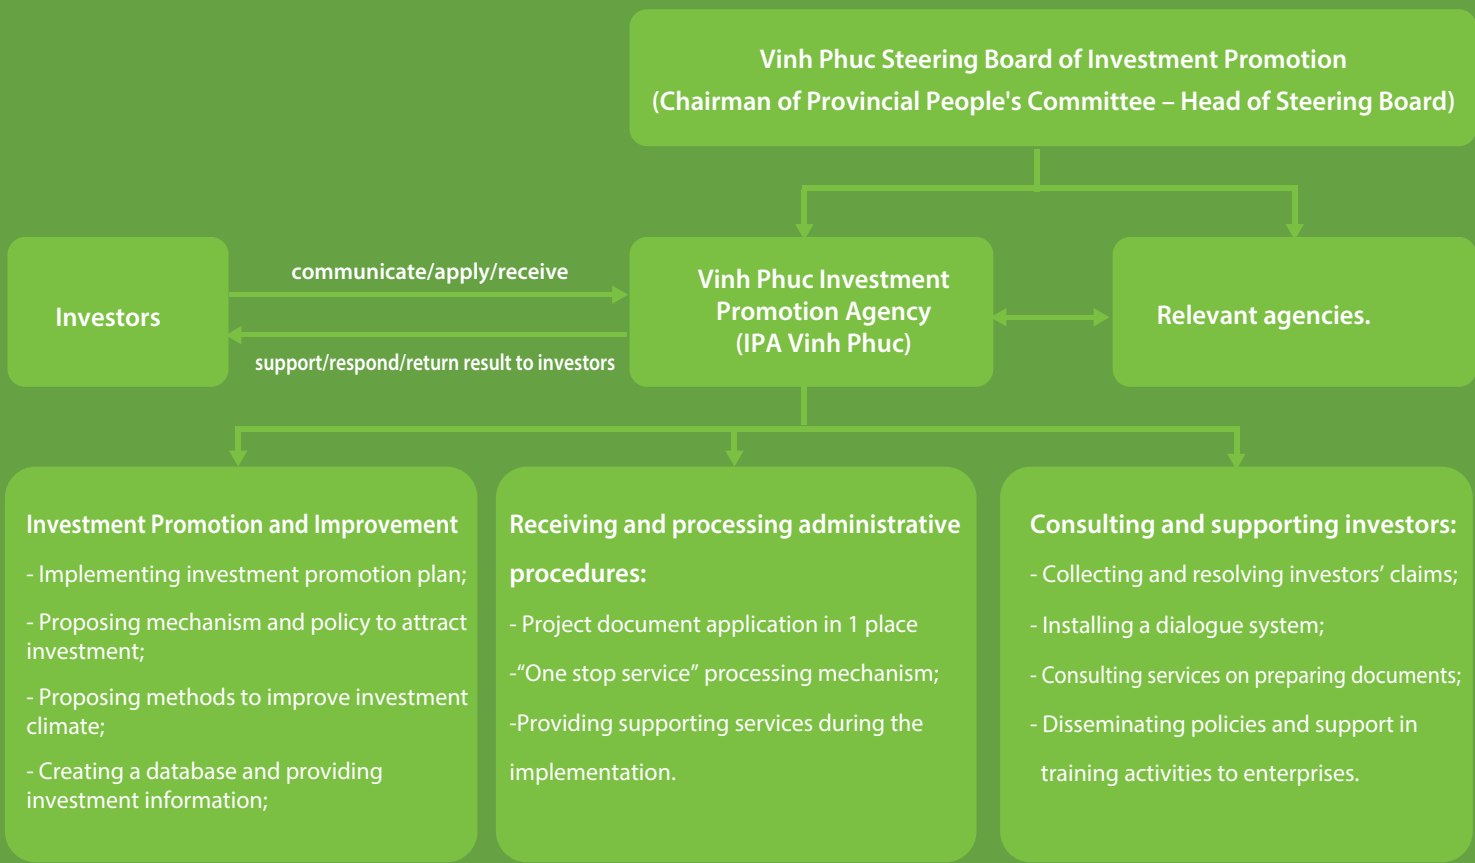 Vinh Phuc Steering Board of Investment Promotion
(Chairman of Provincial People's Committee – Head of Steering Board)
Investors
communicate/apply/receive
support/respond/return result to investors
Vinh Phuc Investment
Promotion Agency
(IPA Vinh Phuc)
Relevant agencies.
Investment Promotion and Improvement
- Implementing investment promotion plan;
- Proposing mechanism and policy to attract
investment;
- Proposing methods to improve investment
climate;
- Creating a database and providing
investment information;
Receiving and processing administrative
procedures:
- Project document application in 1 place
-“One stop service” processing mechanism;
-Providing supporting services during the
implementation.
Consulting and supporting investors:
- Collecting and resolving investors’ claims;
- Installing a dialogue system;
- Consulting services on preparing documents;
- Disseminating policies and support in
training activities to enterprises.